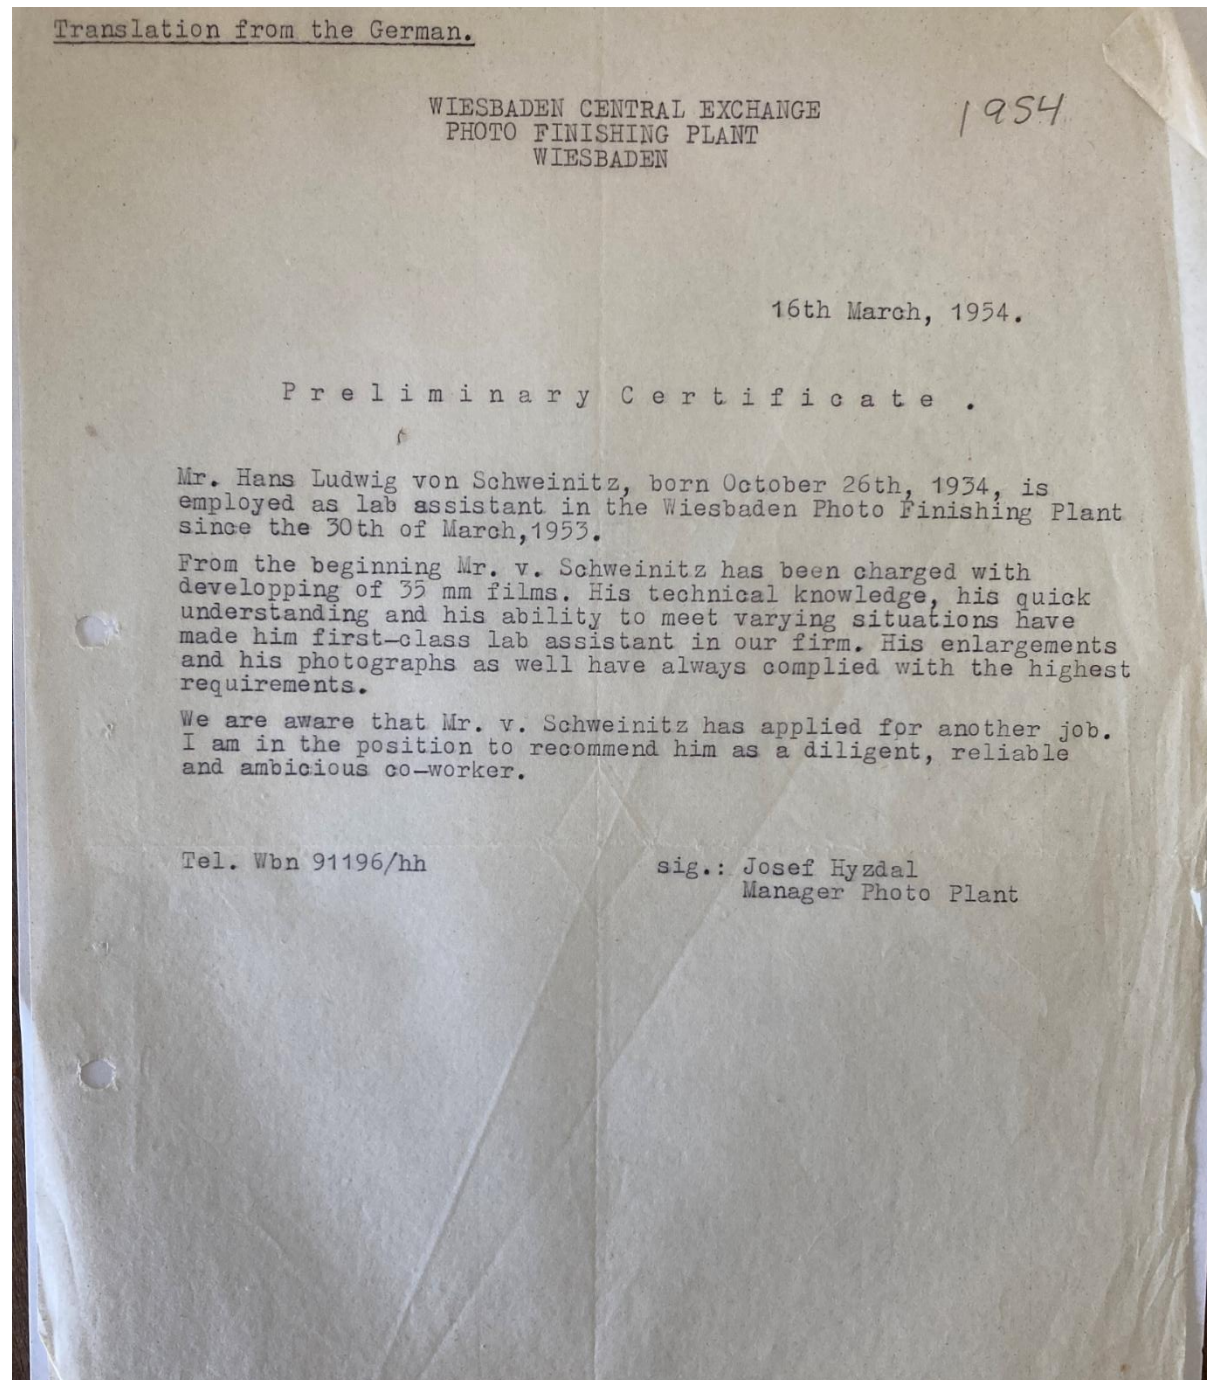 Translation from the German.
WIESBADEN CENTRAL EXCHANGE
1954
PHOTO FINISHING PLANT
WIESBADEN
16th March, 1954.
Preliminary Certificate.
Mr. Hans Ludwig von Schweinitz, born October 26th, 1934, is
employed as lab assistant in the Wiesbaden Photo Finishing Plant
since the 30th of March,1953.
From the beginning Mr. v. Schweinitz has been charged with
developping of 35 mm films. His technical knowledge, his quick
understanding and his ability to meet varying situations have
made him first-class lab assistant in our firm. His enlargements
and his photographs as well have always complied with the highest
requirements.
We are aware that Mr. v. Schweinitz has applied for another job.
I am in the position to recommend him as a diligent, reliable
and ambicious co-worker.
Tel. Wbn 91196/hh
sig.: Josef Hyzdal
Manager Photo Plant